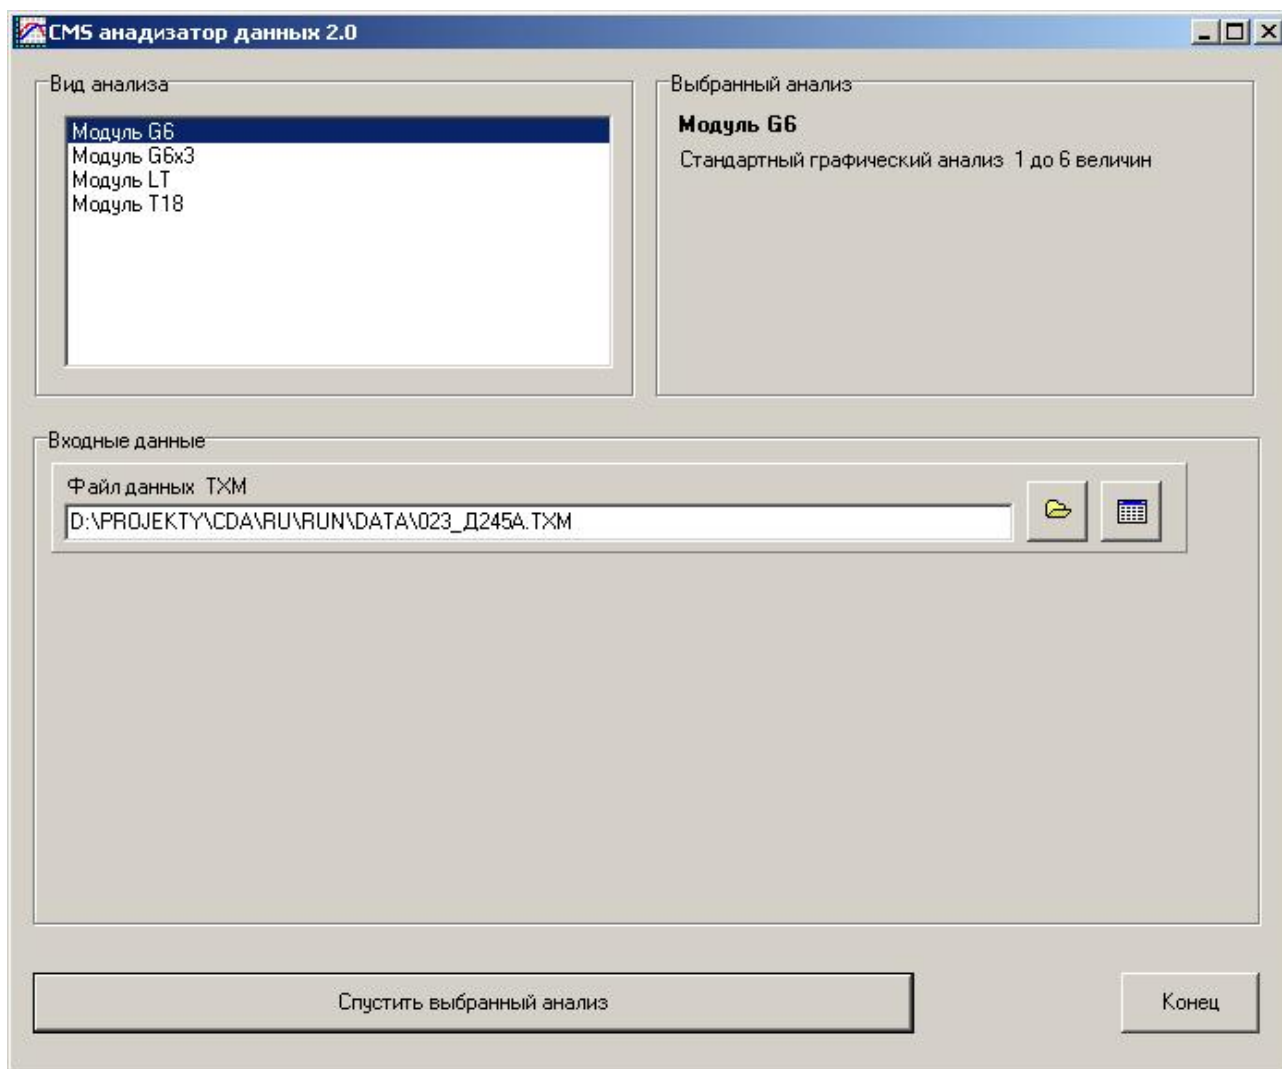 CMS анадизатор данных 2.0
Вид анализа
Модуль G6
Модуль G6x3
Модуль LT
Модуль T18
Выбранный анализ
Модуль G6
Стандартный графический анализ 1 до 6 величин
Входные данные
Файл данных TXM
D:\PROJEKTY\CDA\RU\RUN\DATA\023_Д245А.TXM
Спустить выбранный анализ
Конец